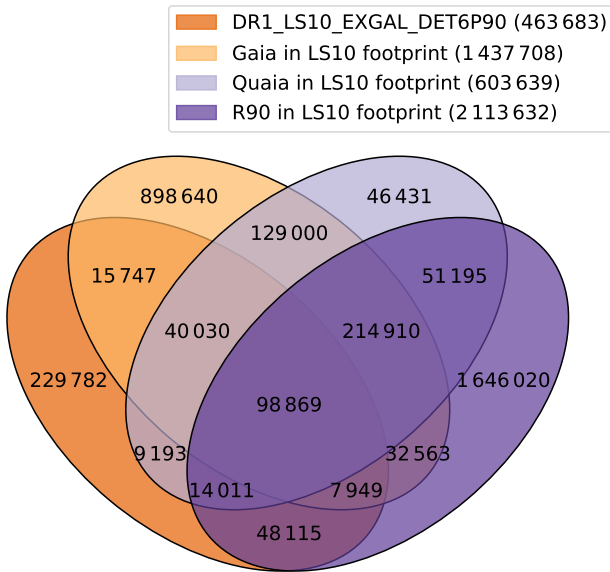 DR1_LS10_EXGAL_DET6P90 (463 683)
Gaia in LS10 footprint (1 437 708)
Quaia in LS10 footprint (603 639)
R90 in LS10 footprint (2 113 632)
898 640
46 431
129 000
15 747
51 195
40 030
214 910
229 782
1 646 020
98 869
9 193
32 563
14 011
7 949
48 115